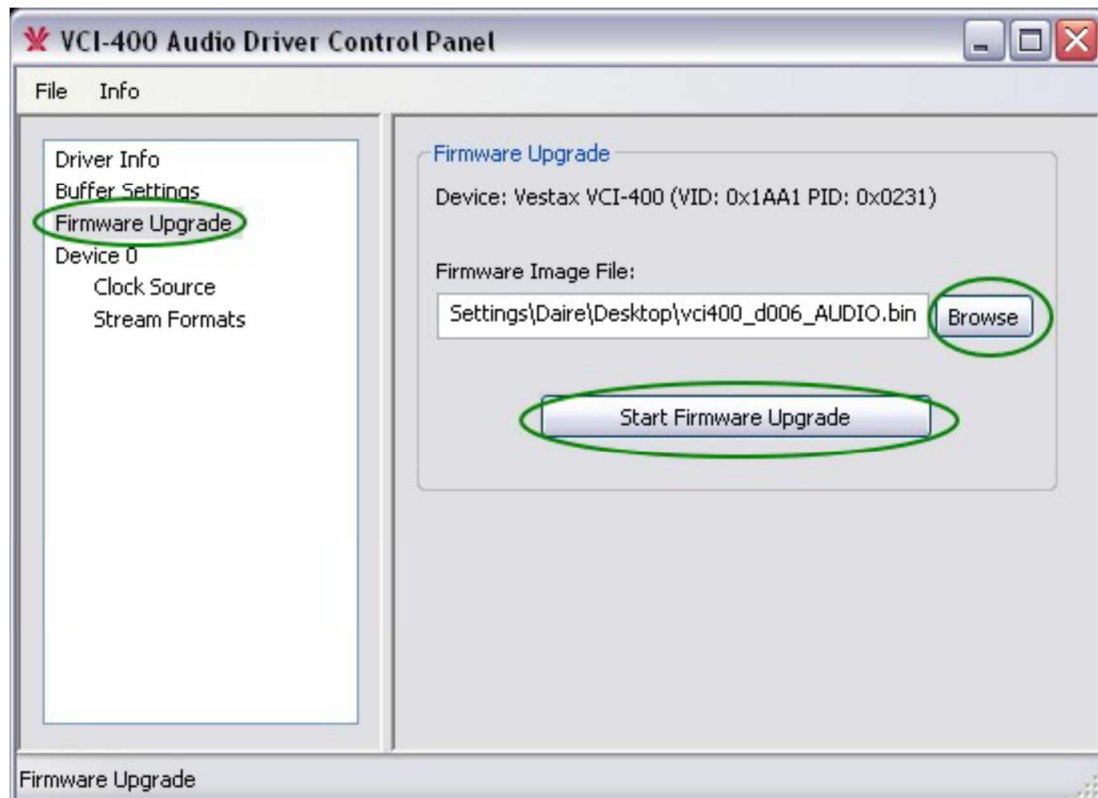 VCI-400 Audio Driver Control Panel
File Info
Driver Info
Buffer Settings
Firmware Upgrade
Device 0
Clock Source
Stream Formats
Firmware Upgrade
Device: Vestax VCI-400 (VID: 0x1AA1 PID: 0x0231)
Firmware Image File:
Settings\Daire\Desktop\vci400_d006_AUDIO.bin
Browse
Start Firmware Upgrade
Firmware Upgrade